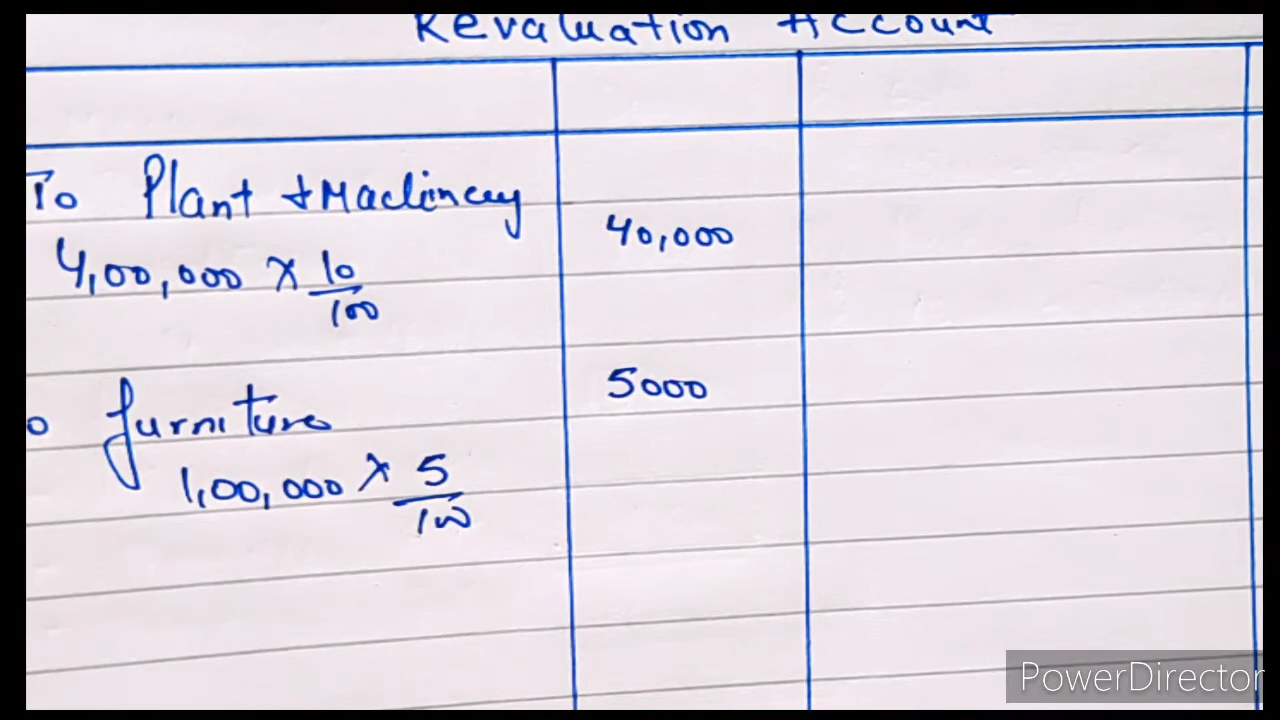 Revaluation Account
To Plant + Machinery 40,000
4,00,000 × 10/100
o furniture 5000
1,00,000 × 5/100
PowerDirector